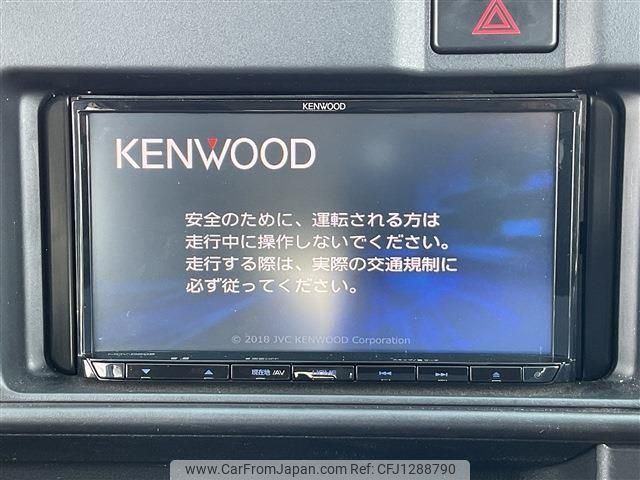 KENWOOD
KENWOOD
安全のために、運転される方は
走行中に操作しないでください。
走行する際は、実際の交通規制に
必ず従ってください。
© 2018 JVC KENWOOD Corporation
現在地 /AV
www.CarFromJapan.com - CFJ1288790